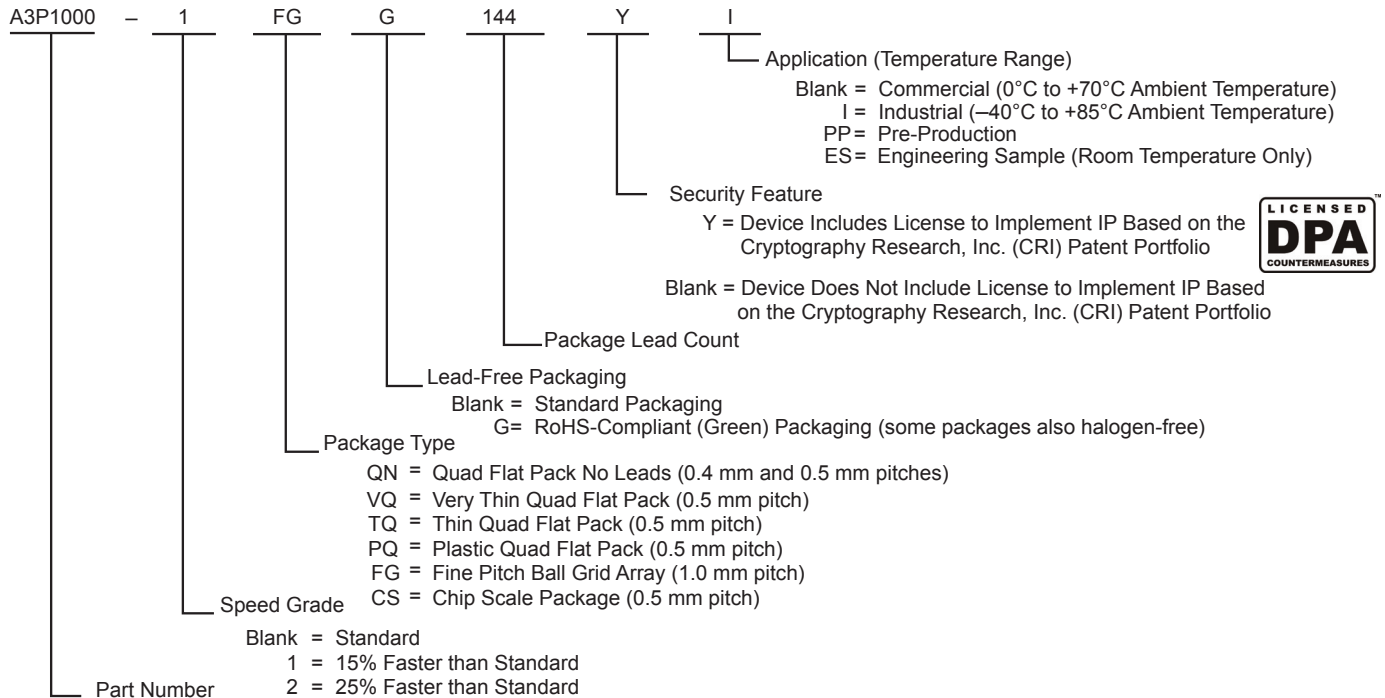 A3P1000 – 1 FG G 144 Y I
Application (Temperature Range)
Blank = Commercial (0°C to +70°C Ambient Temperature)
I = Industrial (–40°C to +85°C Ambient Temperature)
PP= Pre-Production
ES= Engineering Sample (Room Temperature Only)
Security Feature
Y = Device Includes License to Implement IP Based on the
Cryptography Research, Inc. (CRI) Patent Portfolio
LICENSED
DPA
COUNTERMEASURES
™
Blank = Device Does Not Include License to Implement IP Based
on the Cryptography Research, Inc. (CRI) Patent Portfolio
Package Lead Count
Lead-Free Packaging
Blank = Standard Packaging
G= RoHS-Compliant (Green) Packaging (some packages also halogen-free)
Package Type
QN = Quad Flat Pack No Leads (0.4 mm and 0.5 mm pitches)
VQ = Very Thin Quad Flat Pack (0.5 mm pitch)
TQ = Thin Quad Flat Pack (0.5 mm pitch)
PQ = Plastic Quad Flat Pack (0.5 mm pitch)
FG = Fine Pitch Ball Grid Array (1.0 mm pitch)
CS = Chip Scale Package (0.5 mm pitch)
Speed Grade
Blank = Standard
1 = 15% Faster than Standard
2 = 25% Faster than Standard
Part Number